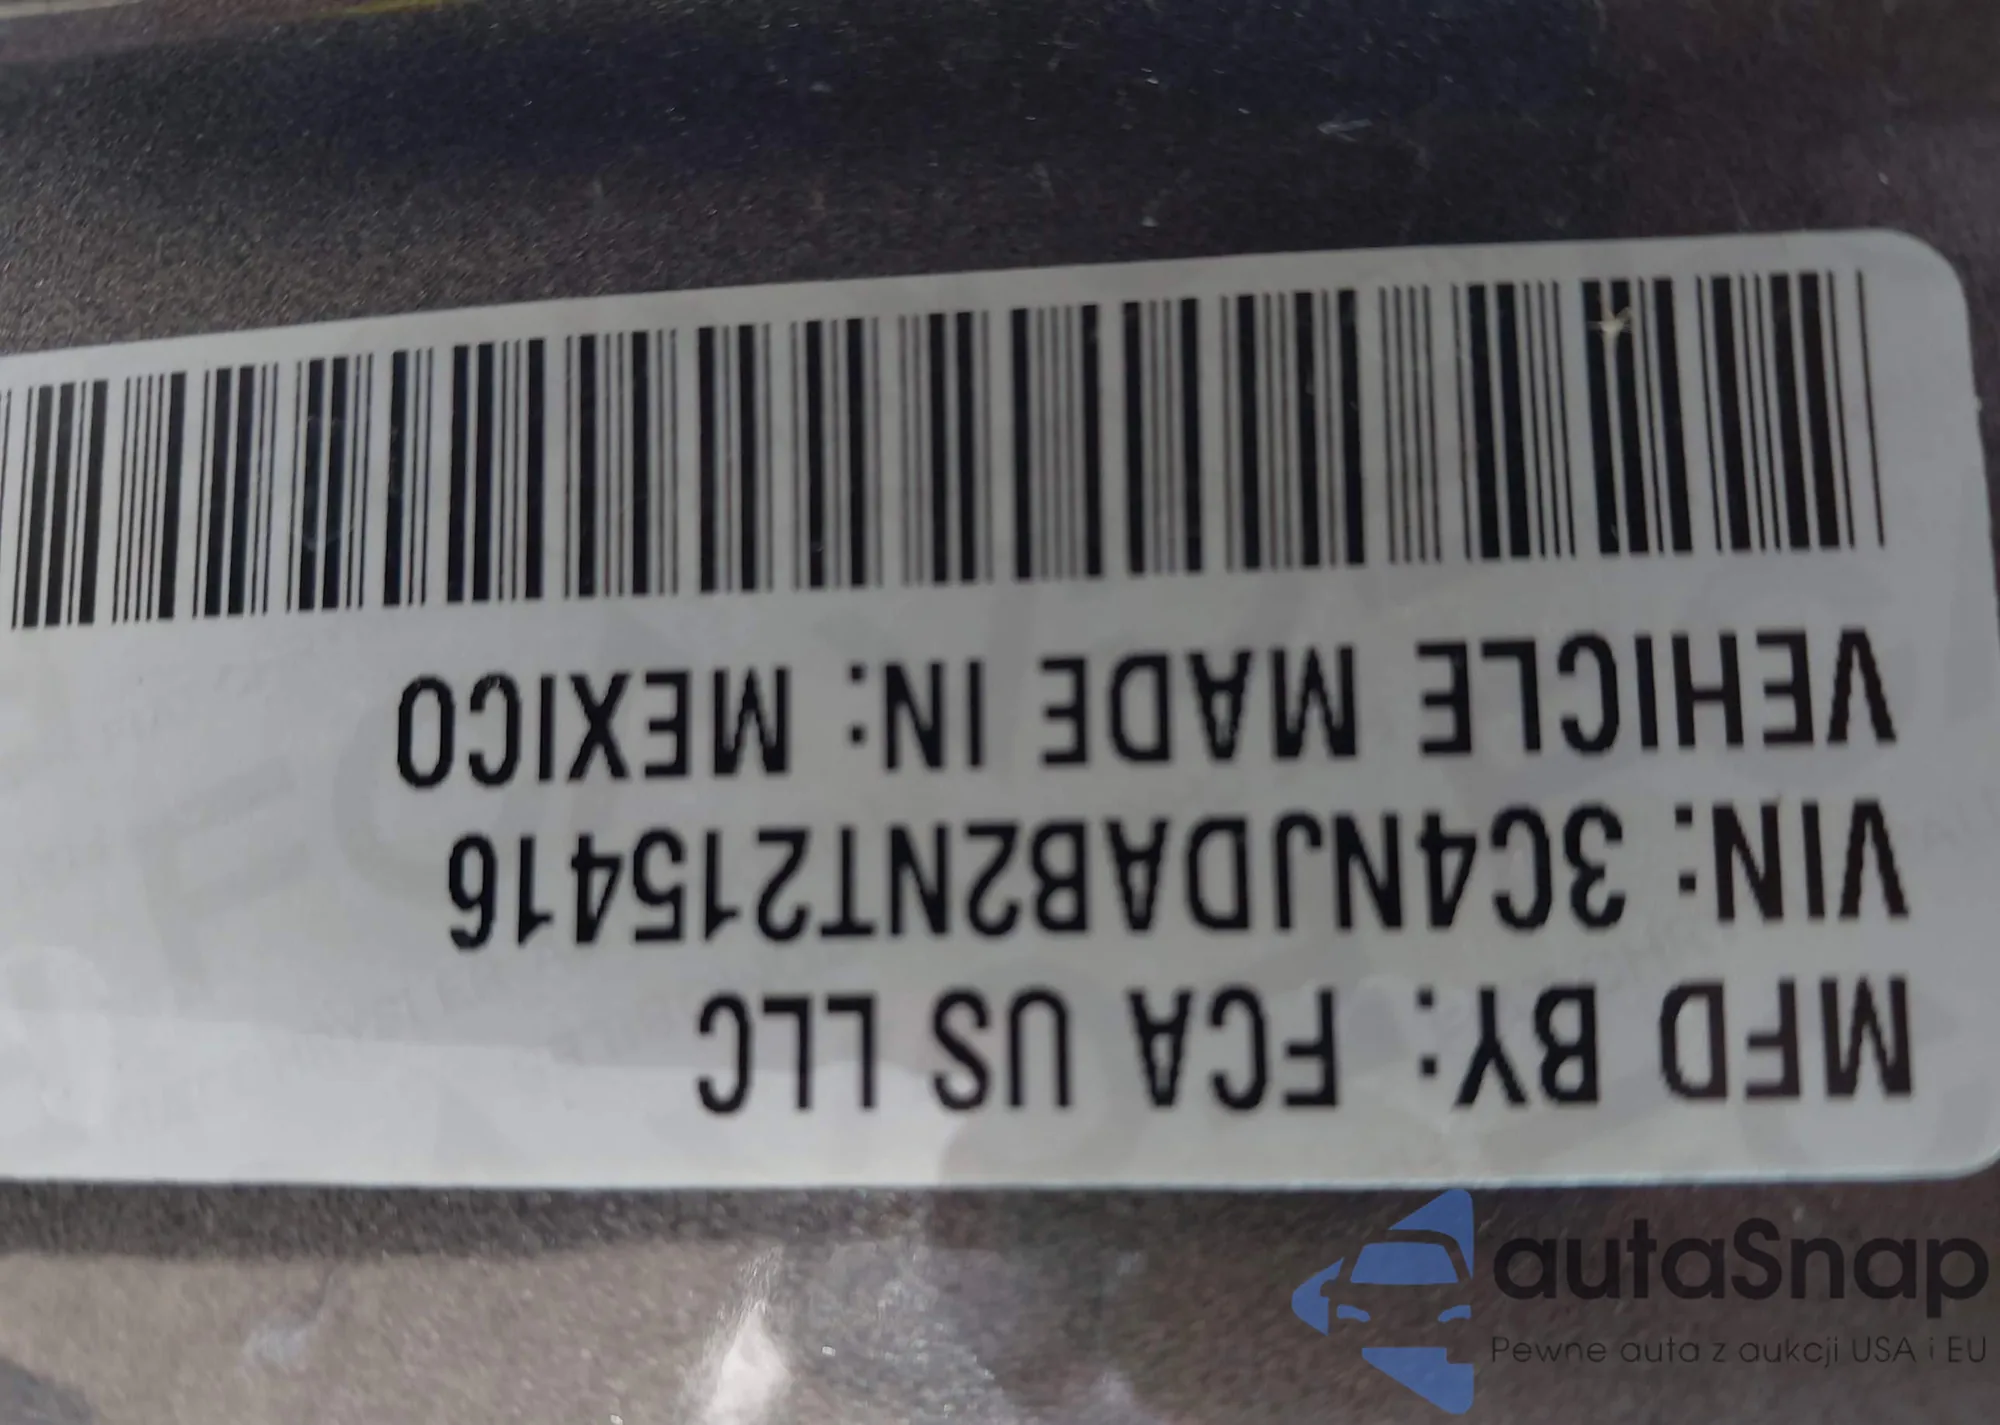 MFD BY: FCA US LLC
VIN: 3C4NJDAB2NT215416
VEHICLE MADE IN: MEXICO
autaSnap
Pewne auta z aukcji USA i EU